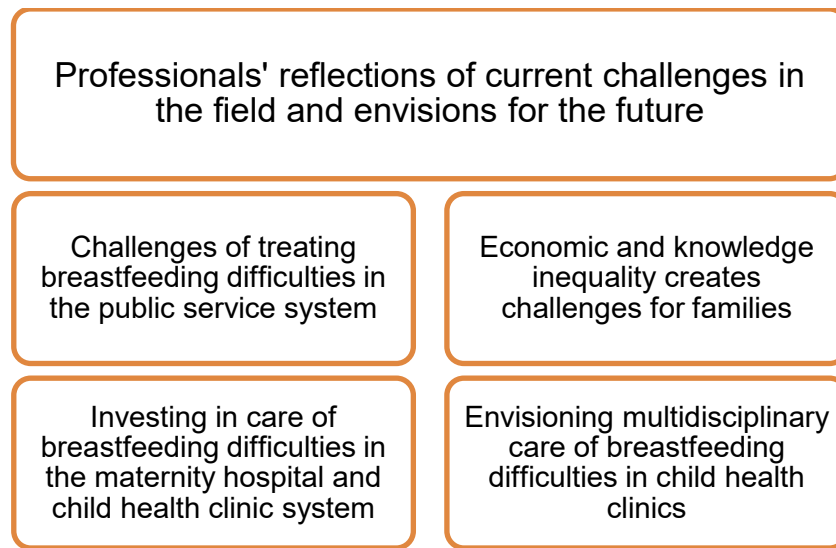 Professionals' reflections of current challenges in
the field and envisions for the future
Challenges of treating
breastfeeding difficulties in
the public service system
Economic and knowledge
inequality creates
challenges for families
Investing in care of
breastfeeding difficulties in
the maternity hospital and
child health clinic system
Envisioning multidisciplinary
care of breastfeeding
difficulties in child health
clinics